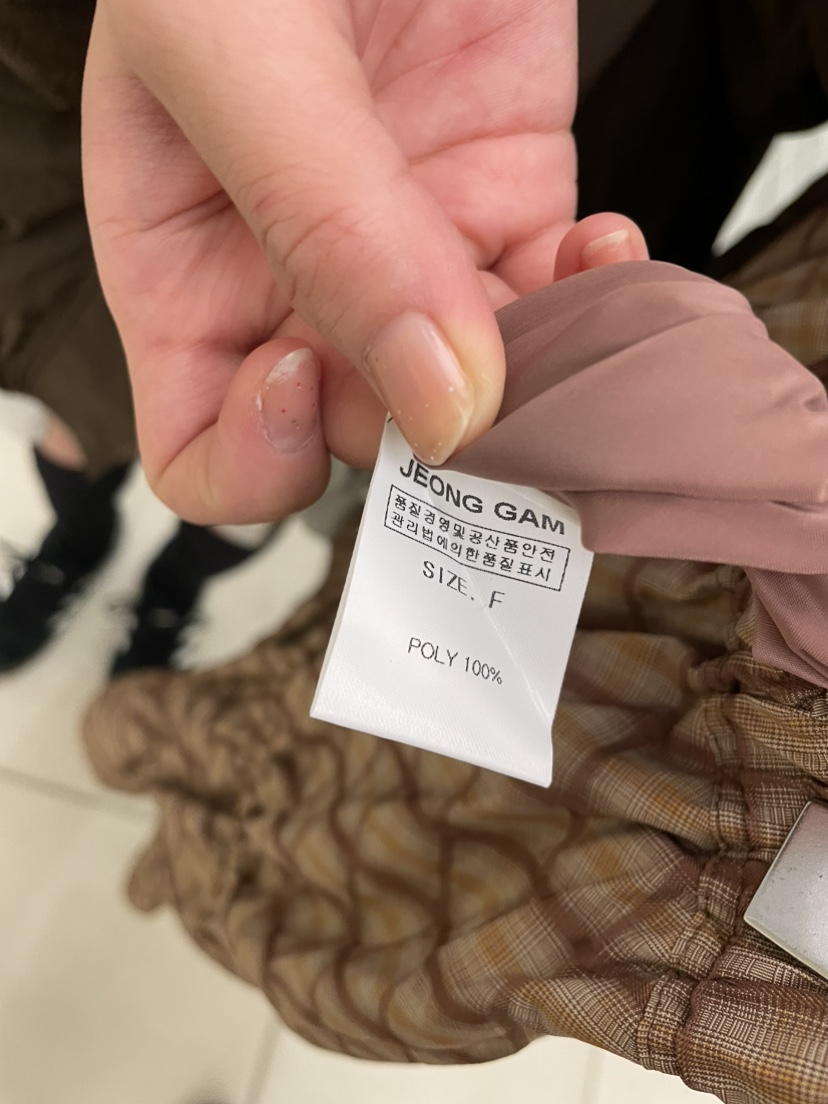 JEONG GAM
품질경영및공산품안전
관리법에의한품질표시
SIZE. F
POLY 100%